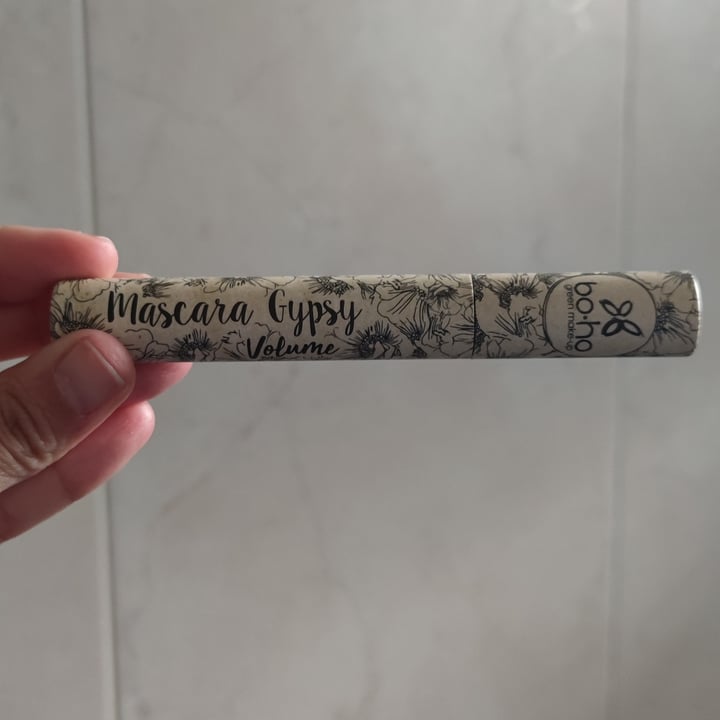 Mascara Gypsy
Volume
bo·ho
green make-up